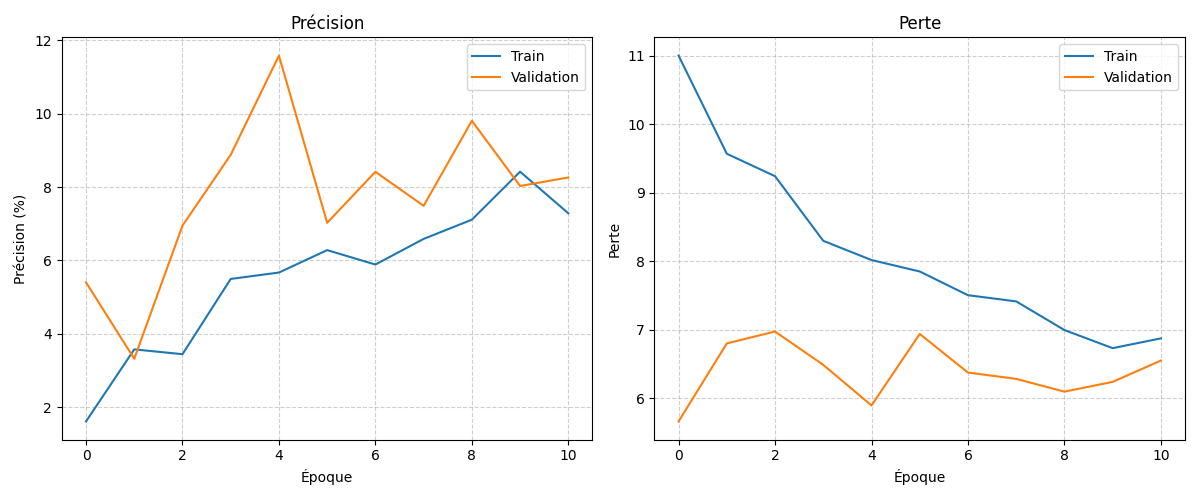 Précision
12
10
8
6
4
2
Précision (%)
0 2 4 6 8 10
Époque
Train
Validation
Perte
11
10
9
8
7
6
Perte
0 2 4 6 8 10
Époque
Train
Validation